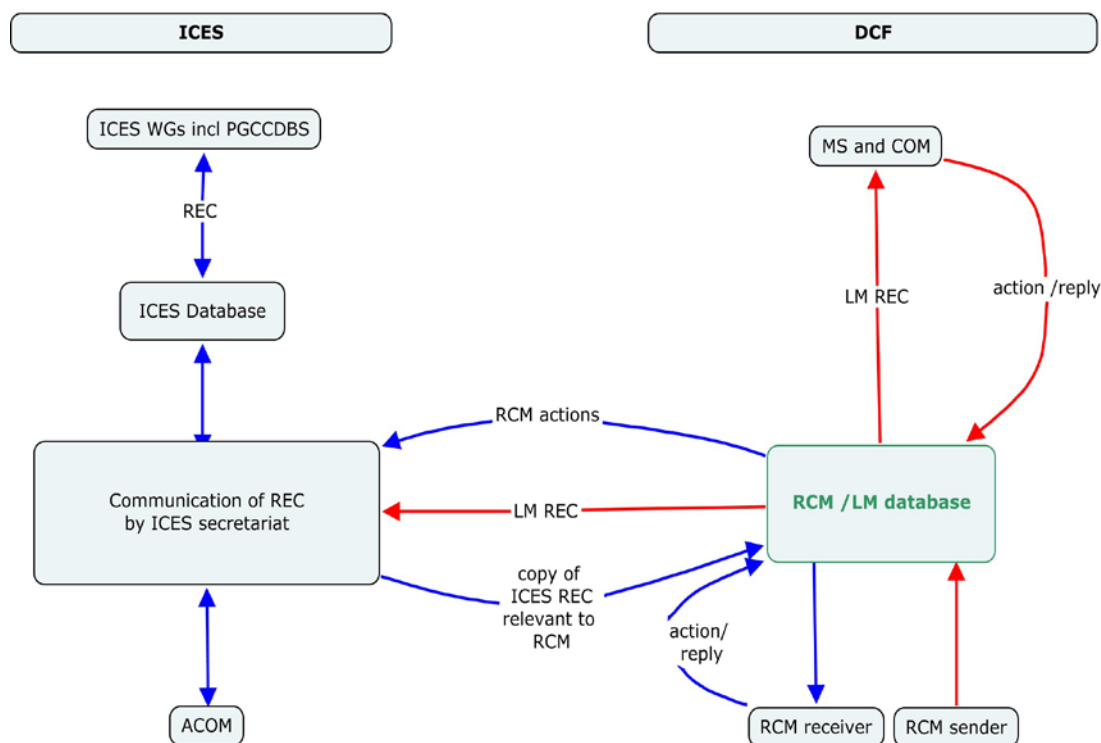 ICES
DCF
ICES WGs incl PGCCDBS
MS and COM
REC
LM REC
action /reply
ICES Database
RCM actions
Communication of REC
by ICES secretariat
LM REC
RCM /LM database
copy of
ICES REC
relevant to
RCM
action/
reply
ACOM
RCM receiver
RCM sender